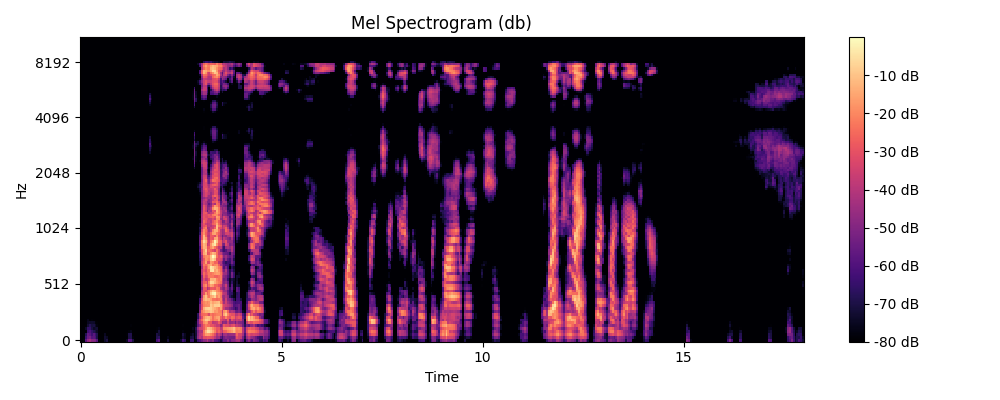 Mel Spectrogram (db)
Hz
8192
4096
2048
1024
512
0
0 5 10 15
Time
-10 dB
-20 dB
-30 dB
-40 dB
-50 dB
-60 dB
-70 dB
-80 dB